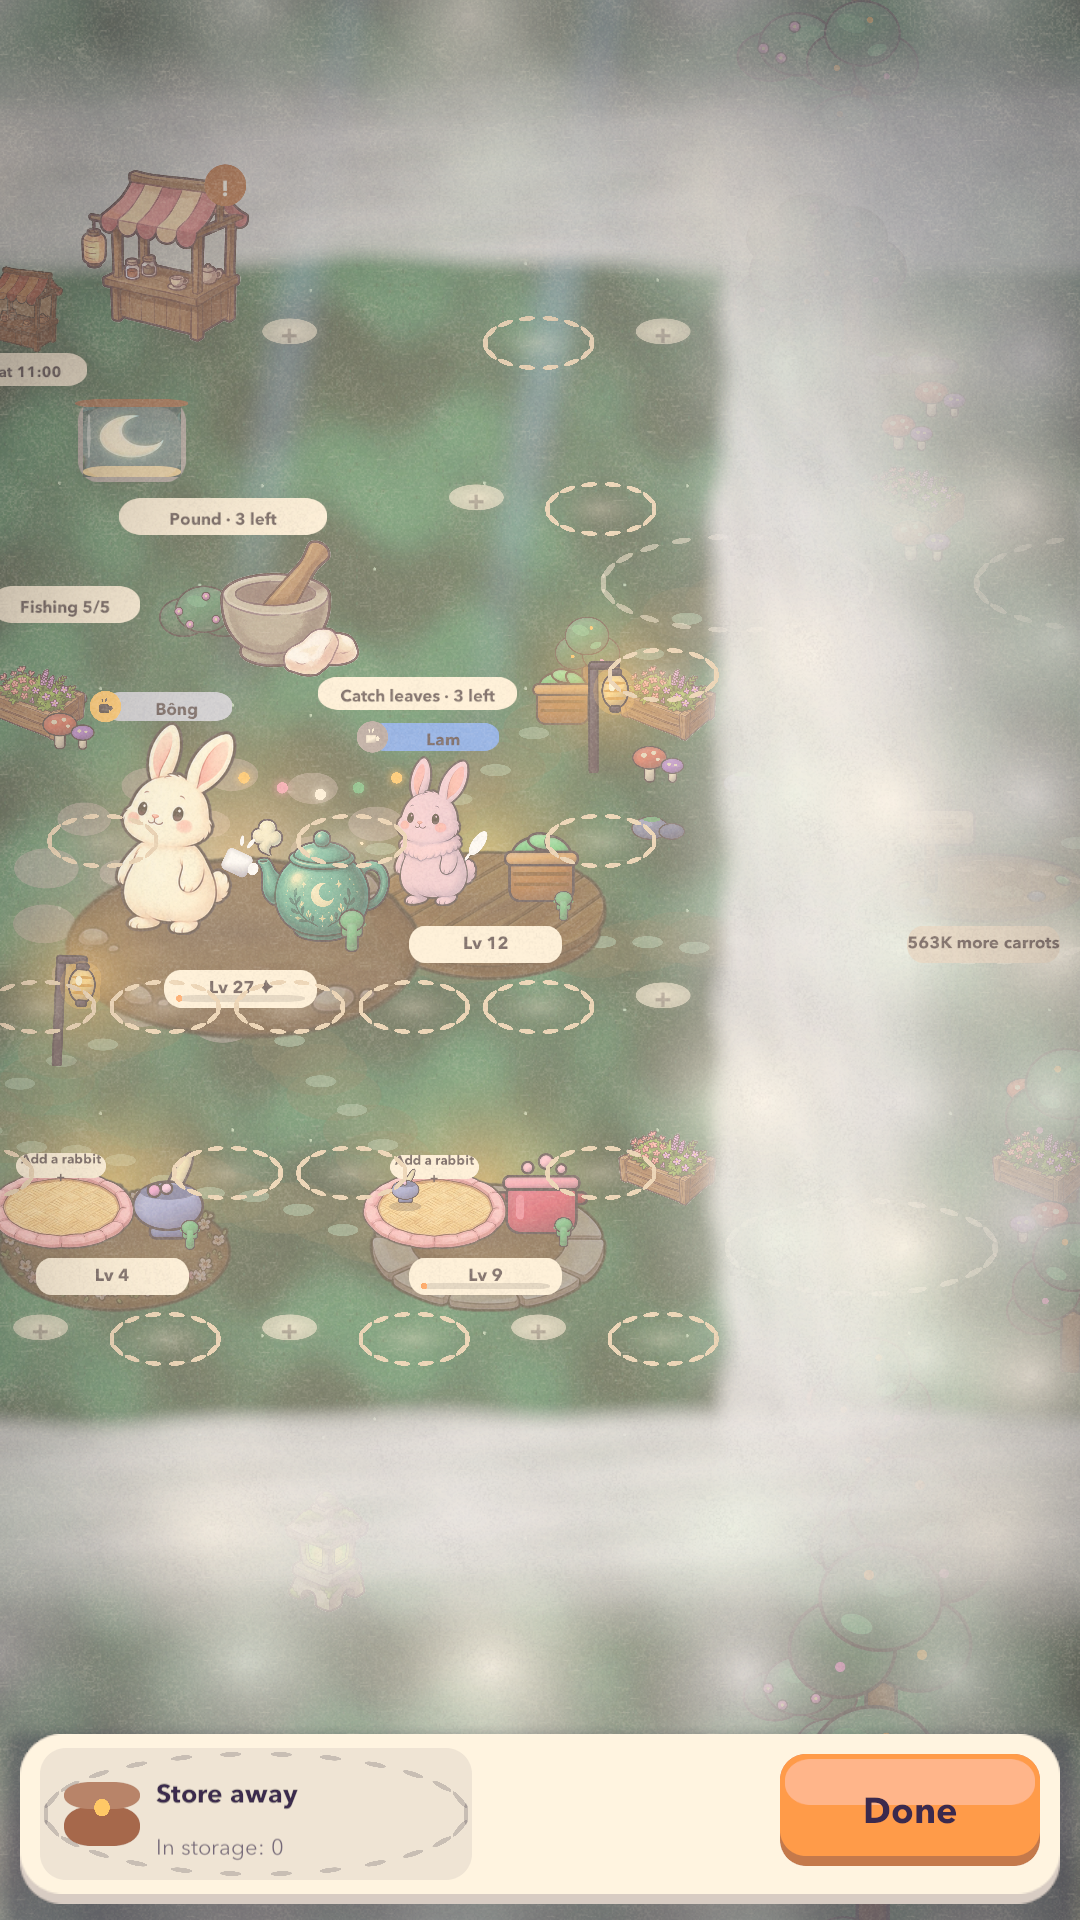 !
at 11:00
Pound · 3 left
Fishing 5/5
Catch leaves · 3 left
Bông
Lam
Lv 12
563K more carrots
Lv 27
Add a rabbit
+
Add a rabbit
+
Lv 4
Lv 9
Store away
In storage: 0
Done